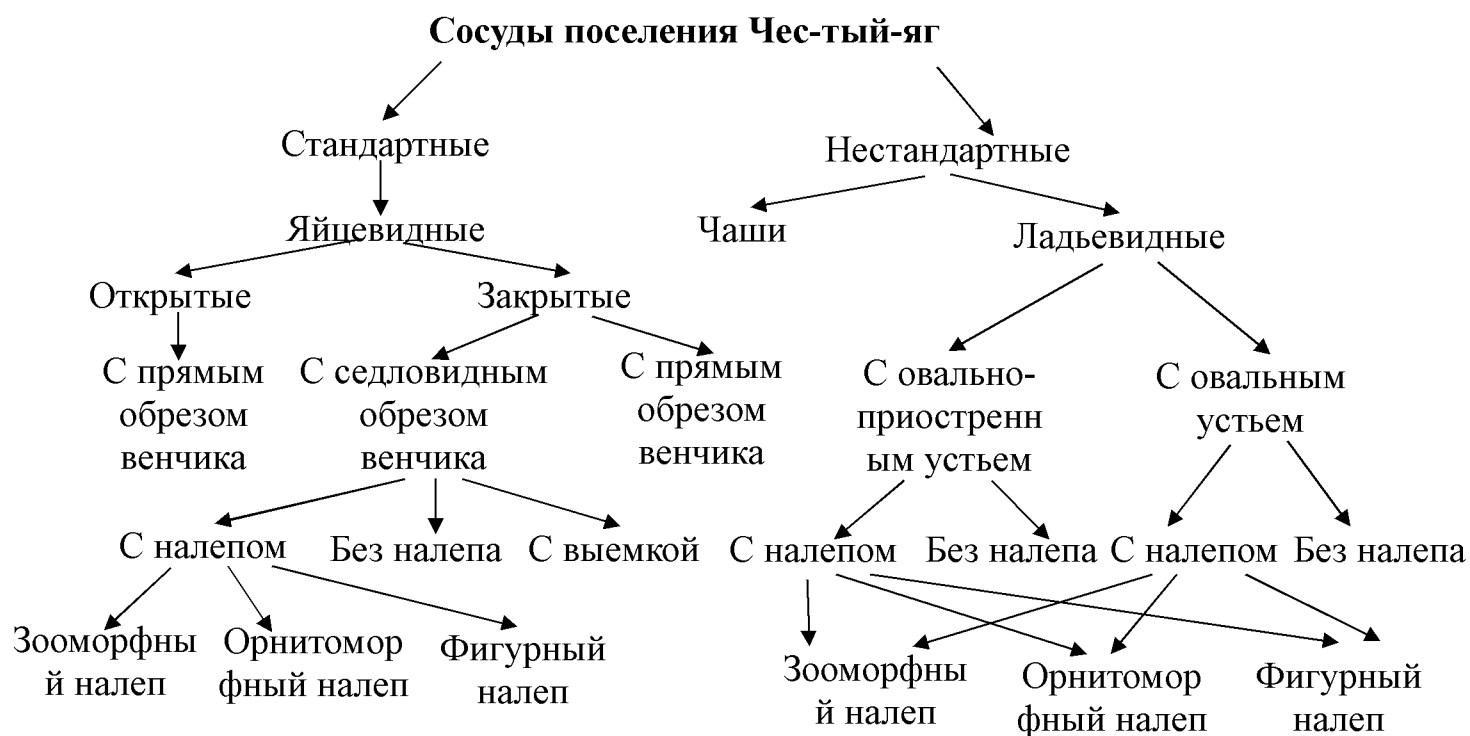 Сосуды поселения Чес-тый-яг
Стандартные
Нестандартные
Яйцевидные
Чаши
Ладьевидные
Открытые
Закрытые
С прямым
обрезом
венчика
С седловидным
обрезом
венчика
С прямым
обрезом
венчика
С овально-
приостренн
ым устьем
С овальным
устьем
С налепом
Без налепа
С выемкой
С налепом
Без налепа
С налепом
Без налепа
Зооморфны
й налеп
Орнитомор
фный налеп
Фигурный
налеп
Зооморфны
й налеп
Орнитомор
фный налеп
Фигурный
налеп